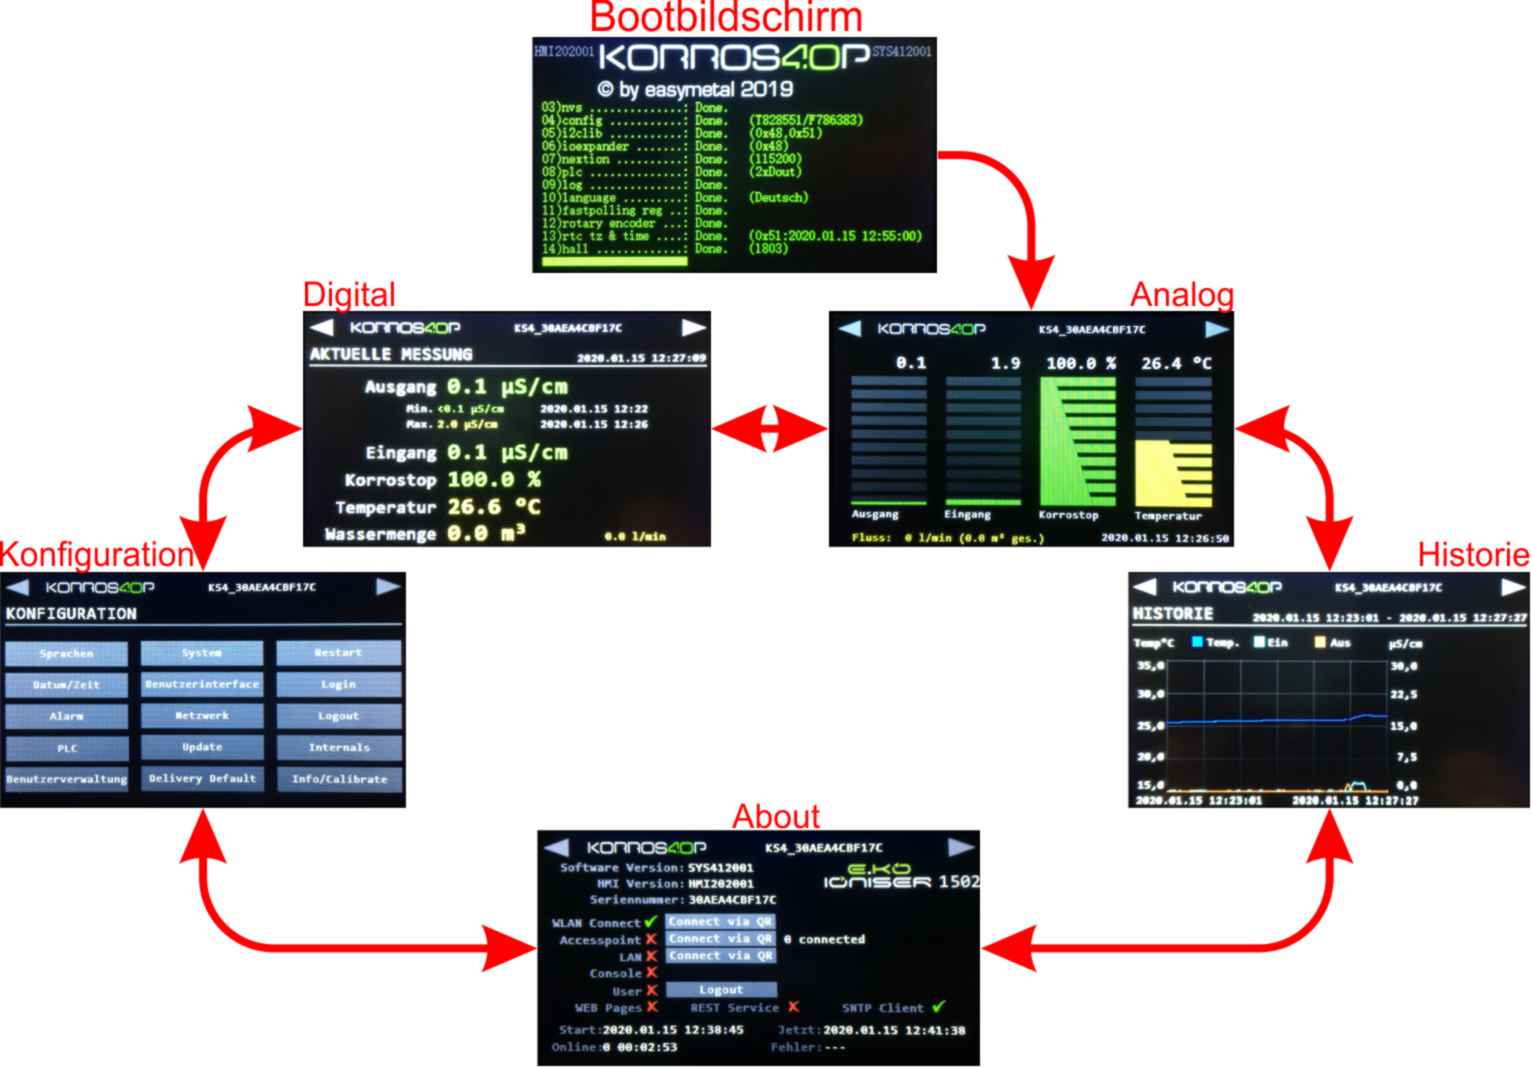 Bootbildschirm
HMI202001 KORROS4.0P SYS412001
© by easymetal 2019
03)nvs ..............: Done.
04)config ...........: Done. (T828551/F786383)
05)i2clib ...........: Done. (0x48,0x51)
06)ioexpander .......: Done. (0x48)
07)nextion ..........: Done. (115200)
08)plc ..............: Done. (2xDout)
09)log ..............: Done.
10)language .........: Done. (Deutsch)
11)fastpolling reg ..: Done.
12)rotary encoder ...: Done.
13)rtc tz & time ....: Done. (0x51:2020.01.15 12:55:00)
14)hall .............: Done. (1803)
Digital
KORROS4.0P KS4_30AEA4CBF17C
AKTUELLE MESSUNG 2020.01.15 12:27:09
Ausgang 0.1 µS/cm
Min. <0.1 µS/cm 2020.01.15 12:22
Max. 2.0 µS/cm 2020.01.15 12:26
Eingang 0.1 µS/cm
Korrostop 100.0 %
Temperatur 26.6 °C
Wassermenge 0.0 m³ 0.0 l/min
Analog
KORROS4.0P KS4_30AEA4CBF17C
0.1 1.9 100.0 % 26.4 °C
Ausgang Eingang Korrostop Temperatur
Fluss: 0 l/min (0.0 m³ ges.) 2020.01.15 12:26:50
Konfiguration
KORROS4.0P KS4_30AEA4CBF17C
KONFIGURATION
Sprachen System Restart
Datum/Zeit Benutzerinterface Login
Alarm Netzwerk Logout
PLC Update Internals
Benutzerverwaltung Delivery Default Info/Calibrate
Historie
KORROS4.0P KS4_30AEA4CBF17C
HISTORIE 2020.01.15 12:23:01 - 2020.01.15 12:27:27
Temp°C Temp. Ein Aus µS/cm
35,0 30,0
30,0 22,5
25,0 15,0
20,0 7,5
15,0 0,0
2020.01.15 12:23:01 2020.01.15 12:27:27
About
KORROS4.0P KS4_30AEA4CBF17C
Software Version: SYS412001
HMI Version: HMI202001
Seriennummer: 30AEA4CBF17C
E.KO
IONISER 1502
WLAN Connect Connect via QR
Accesspoint Connect via QR 0 connected
LAN Connect via QR
Console
User Logout
WEB Pages REST Service SNTP Client
Start:2020.01.15 12:38:45 Jetzt:2020.01.15 12:41:38
Online:0 00:02:53 Fehler:---